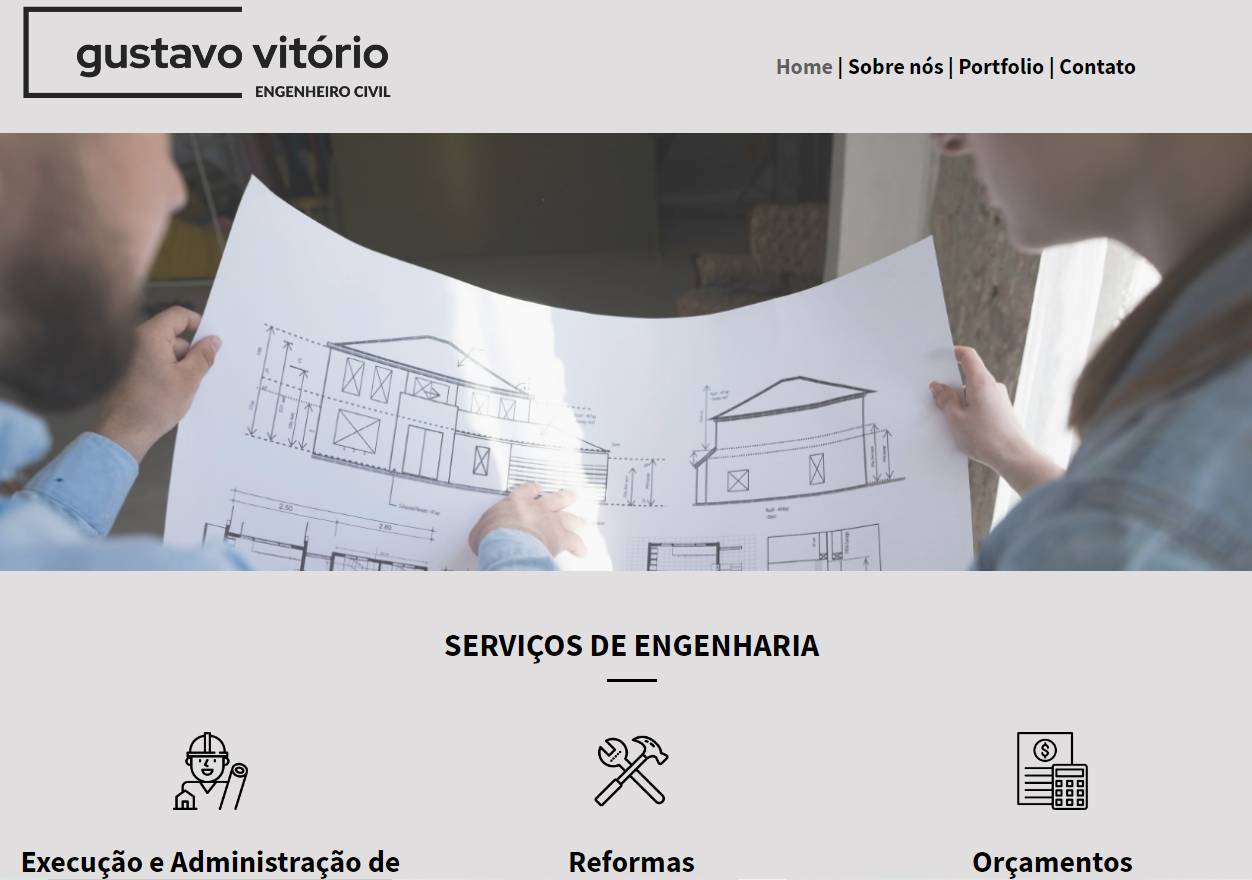 gustavo vitório
ENGENHEIRO CIVIL
Home | Sobre nós | Portfolio | Contato
2.50
2.60
SERVIÇOS DE ENGENHARIA
$
Execução e Administração de
Reformas
Orçamentos